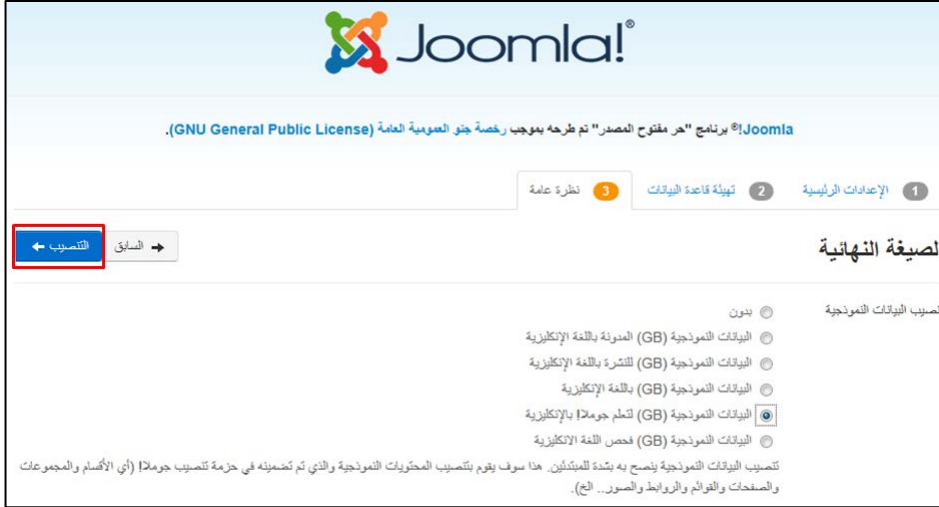 Joomla!®
Joomla!® برنامج "حر مفتوح المصدر" تم طرحه بموجب رخصة جنو العمومية العامة (GNU General Public License).
1 الإعدادات الرئيسية 2 تهيئة قاعدة البيانات 3 نظرة عامة
لصيغة النهائية السابق التنصيب
نصيب البيانات النموذجية بدون
البيانات النموذجية (GB) المدونة باللغة الإنكليزية
البيانات النموذجية (GB) للنشرة باللغة الإنكليزية
البيانات النموذجية (GB) باللغة الإنكليزية
البيانات النموذجية (GB) لتعلم جوملا! بالإنكليزية
البيانات النموذجية (GB) فحص اللغة الانكليزية
تنصيب البيانات النموذجية ينصح به بشدة للمبتدئين. هذا سوف يقوم بتنصيب المحتويات النموذجية والذي تم تضمينه في حزمة تنصيب جوملا! (أي الأقسام والمجموعات
والصفحات والقوائم والروابط والصور.. الخ).